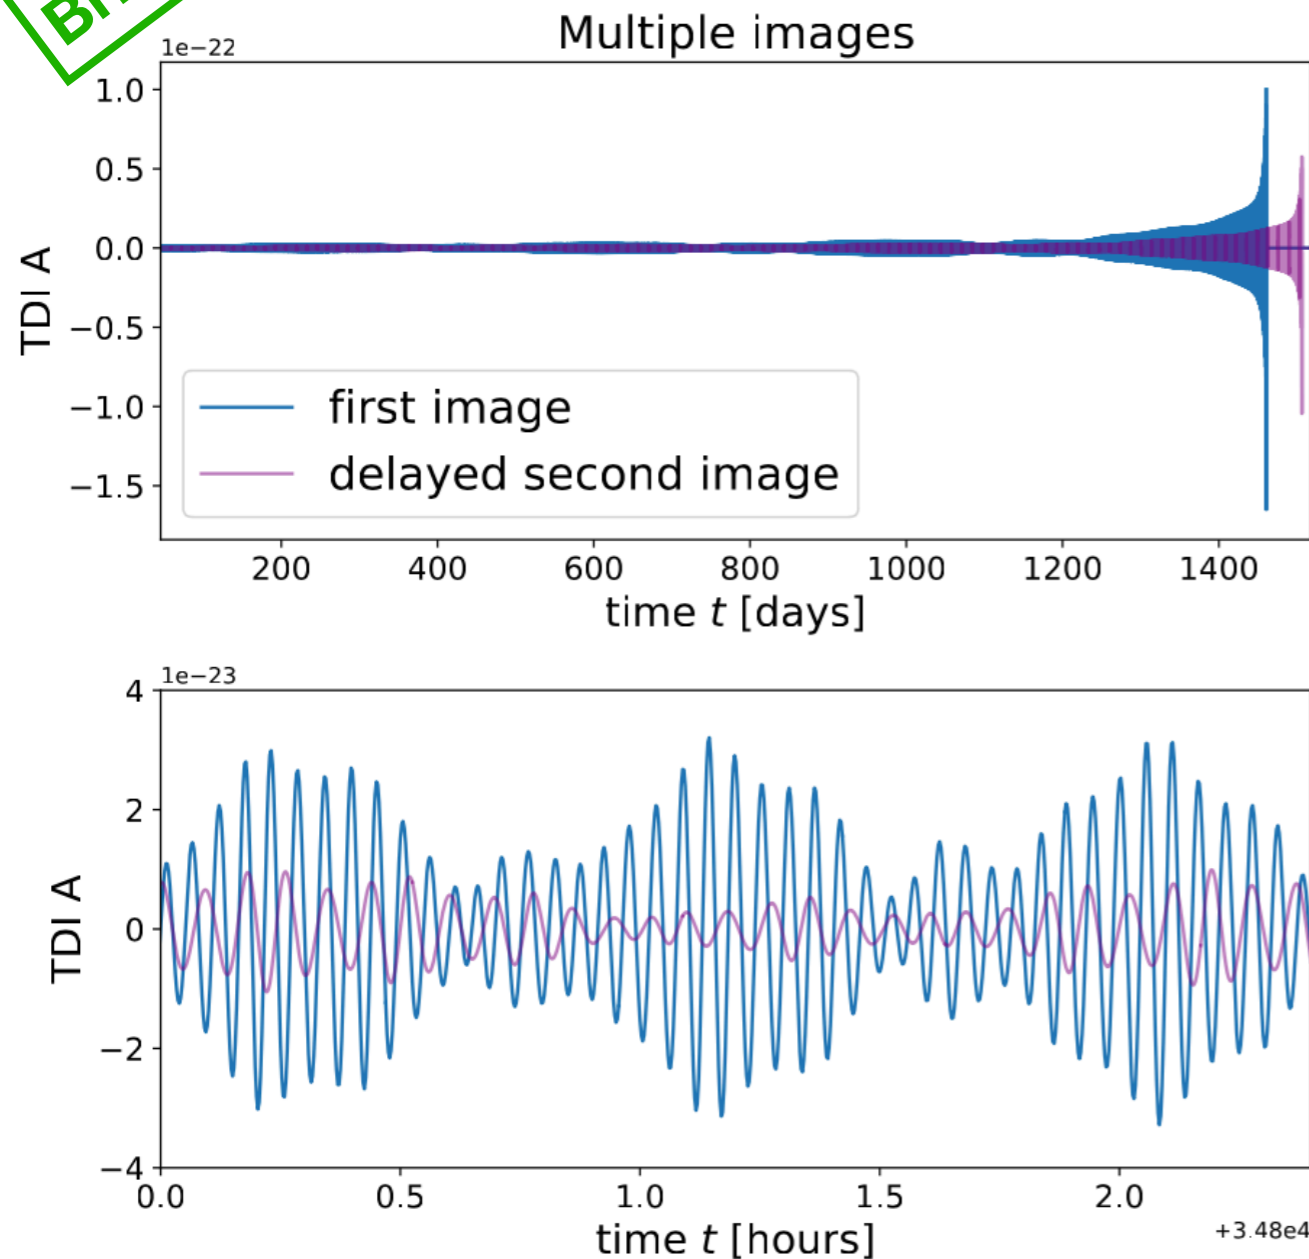 Multiple images
1e−22
1.0
0.5
0.0
−0.5
−1.0
−1.5
TDI A
first image
delayed second image
200 400 600 800 1000 1200 1400
time t [days]
1e−23
4
2
0
−2
−4
TDI A
0.0 0.5 1.0 1.5 2.0
+3.48e4
time t [hours]